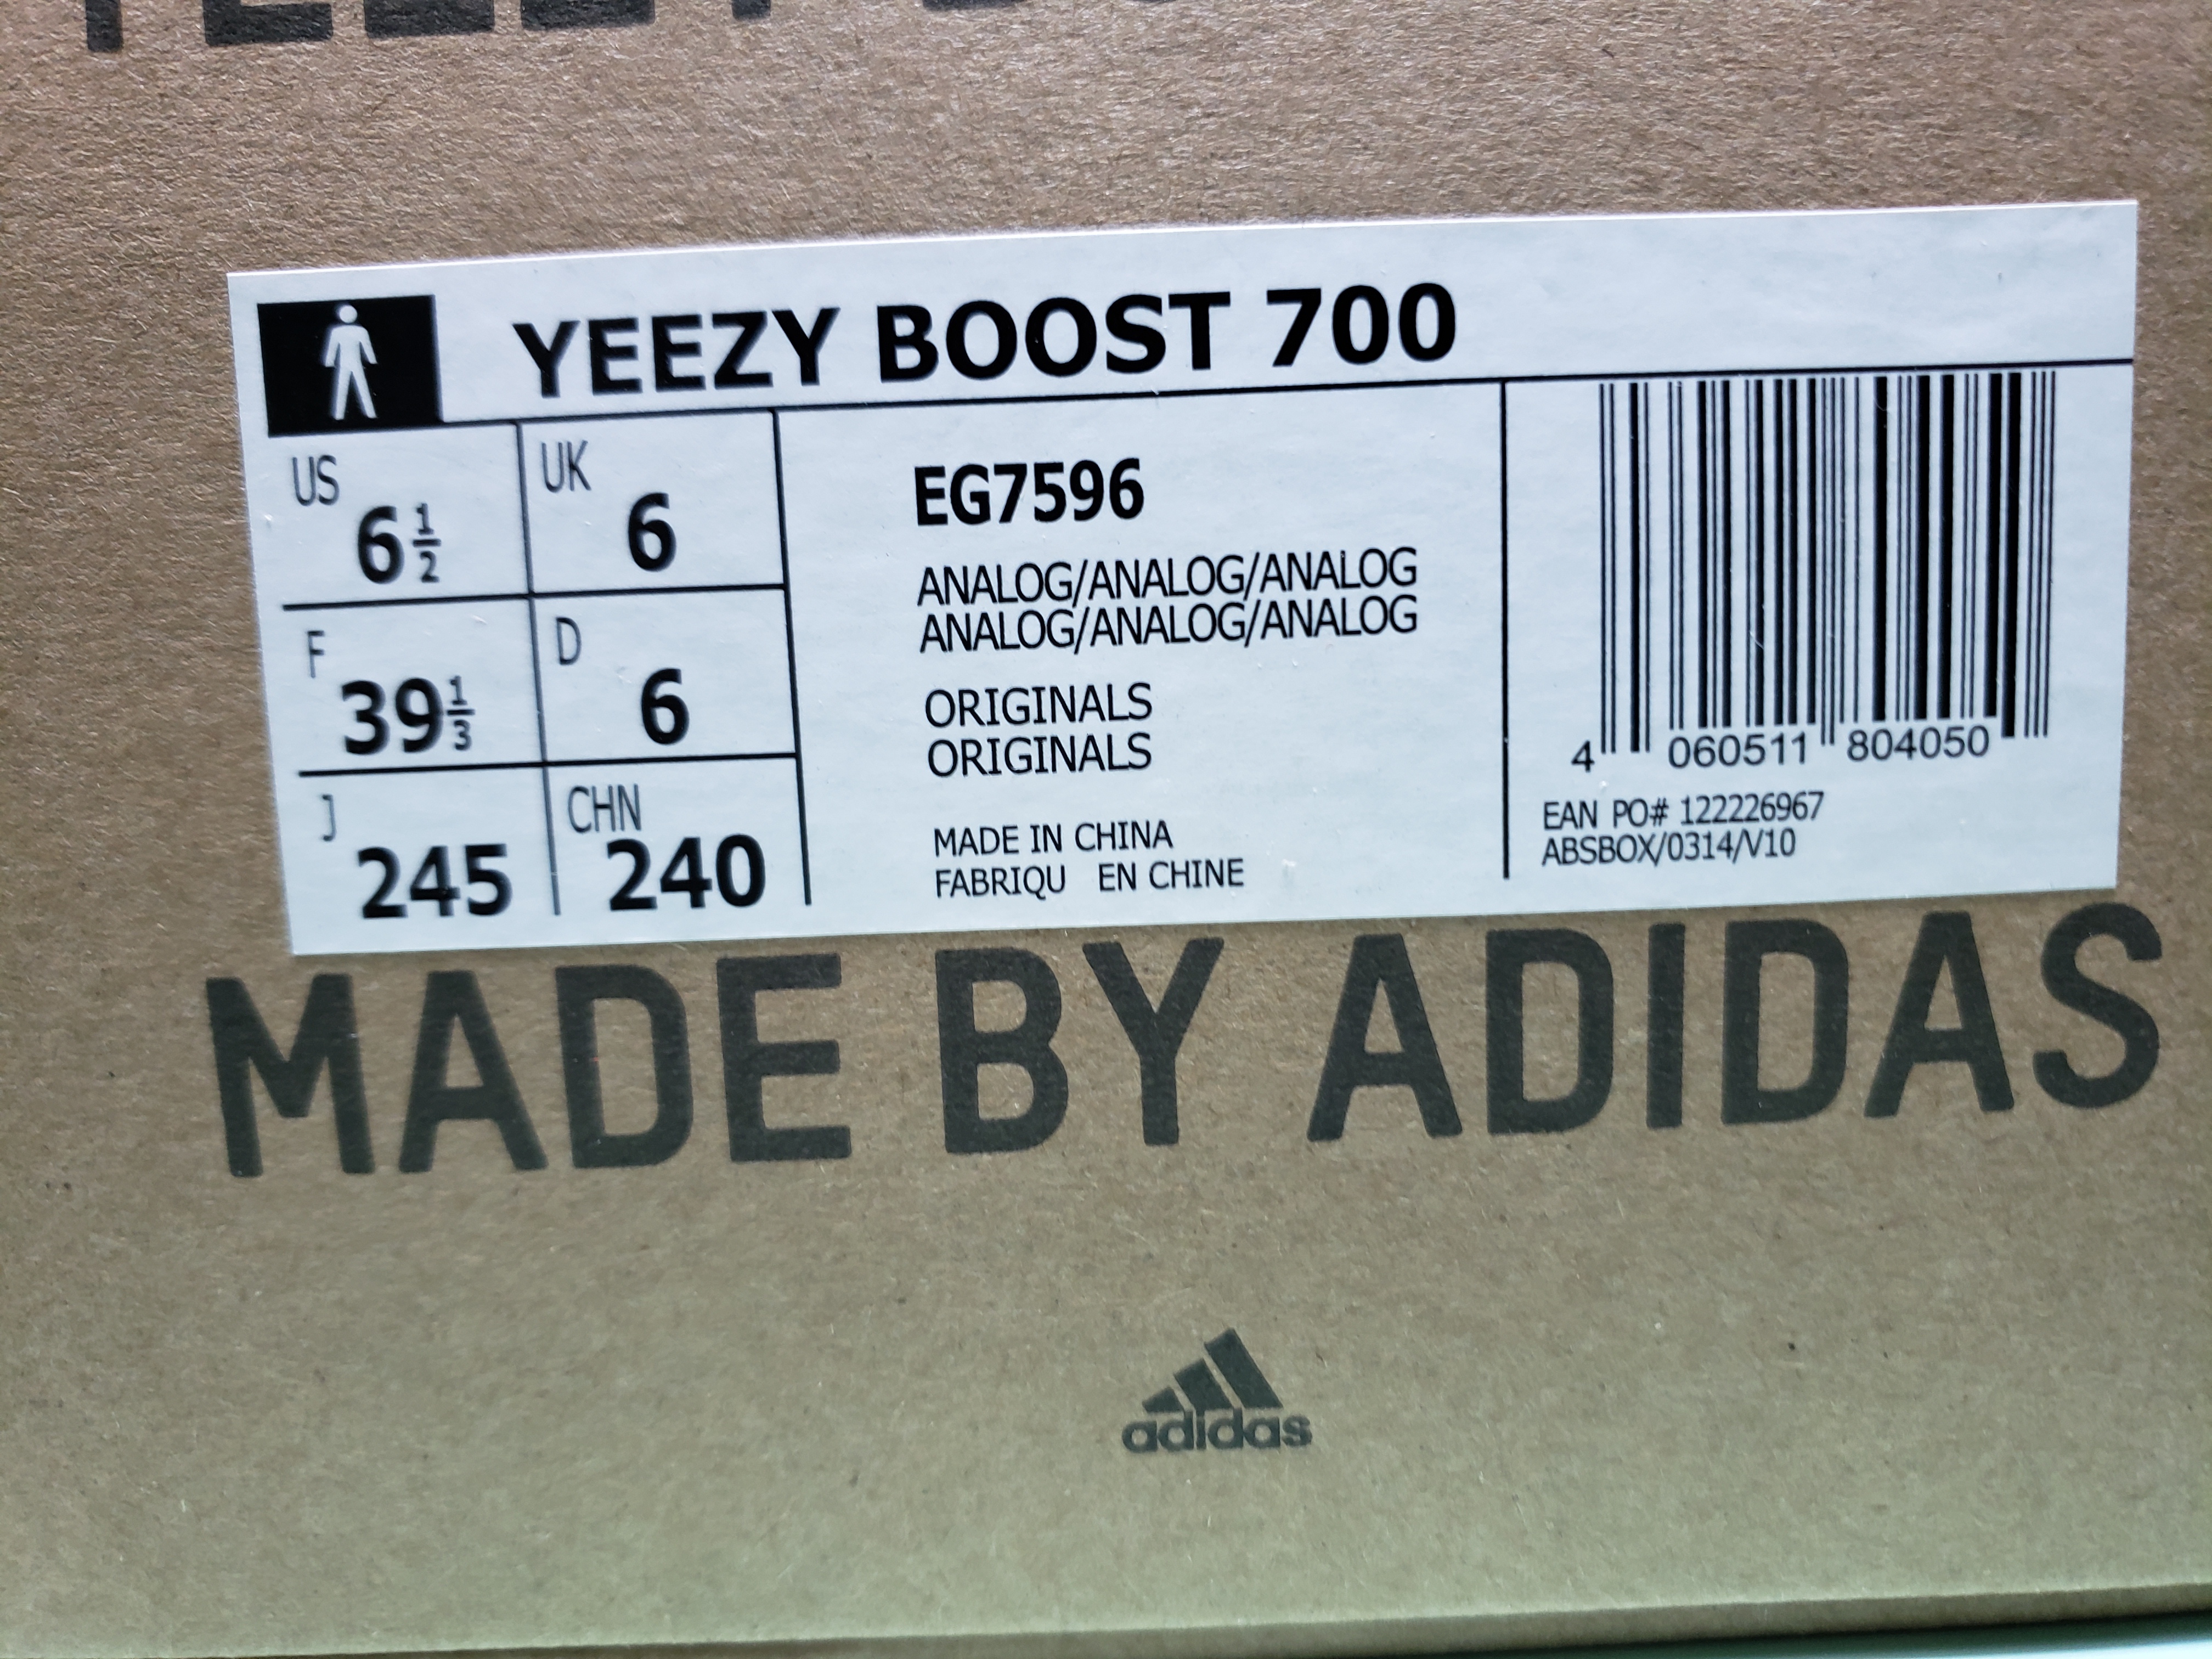 YEEZY BOOST 700
US 6 1/2 UK 6
F 39 1/3 D 6
J 245 CHN 240
EG7596
ANALOG/ANALOG/ANALOG
ANALOG/ANALOG/ANALOG
ORIGINALS
ORIGINALS
MADE IN CHINA
FABRIQU EN CHINE
4 060511 804050
EAN PO# 122226967
ABSBOX/0314/V10
MADE BY ADIDAS
adidas